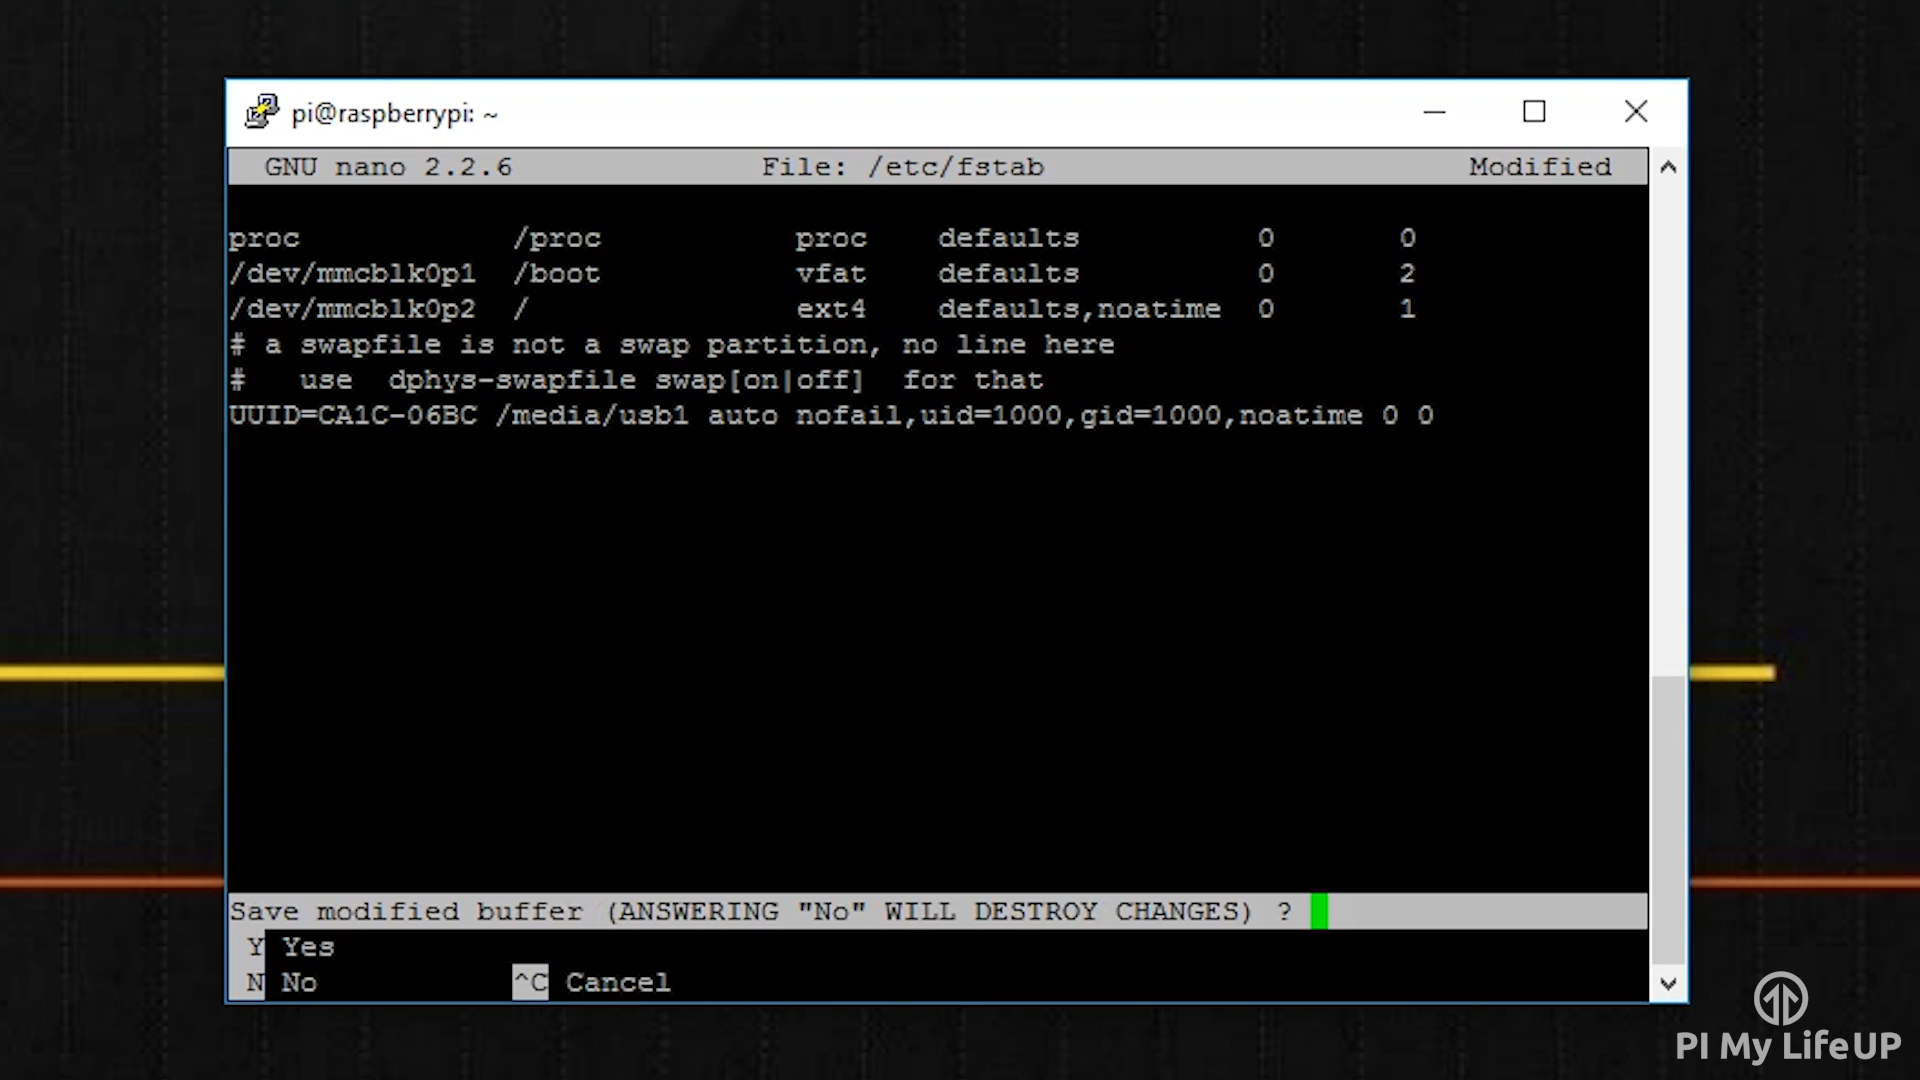 pi@raspberrypi: ~
GNU nano 2.2.6 File: /etc/fstab Modified
proc /proc proc defaults 0 0
/dev/mmcblk0p1 /boot vfat defaults 0 2
/dev/mmcblk0p2 / ext4 defaults,noatime 0 1
# a swapfile is not a swap partition, no line here
# use dphys-swapfile swap[on|off] for that
UUID=CA1C-06BC /media/usb1 auto nofail,uid=1000,gid=1000,noatime 0 0
Save modified buffer (ANSWERING "No" WILL DESTROY CHANGES) ?
Y Yes
N No ^C Cancel
PI My LifeUP